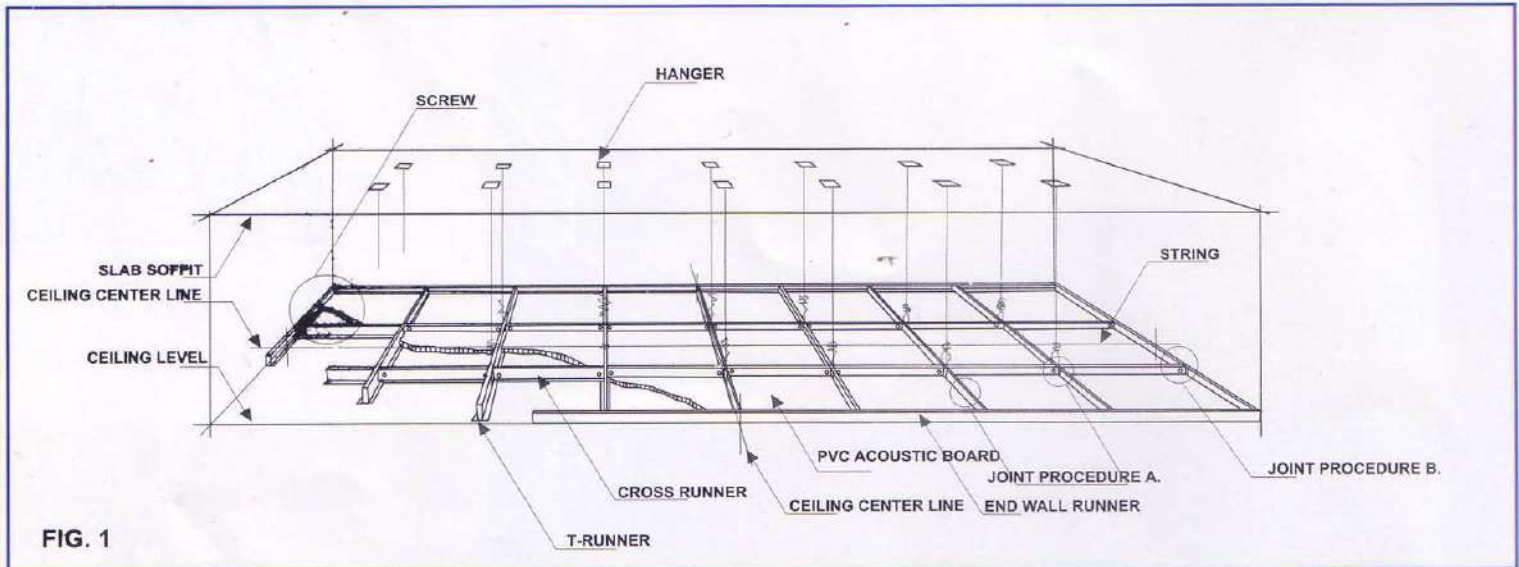 HANGER
SCREW
SLAB SOFFIT
STRING
CEILING CENTER LINE
CEILING LEVEL
PVC ACOUSTIC BOARD
JOINT PROCEDURE A.
JOINT PROCEDURE B.
CROSS RUNNER
CEILING CENTER LINE
END WALL RUNNER
T-RUNNER
FIG. 1